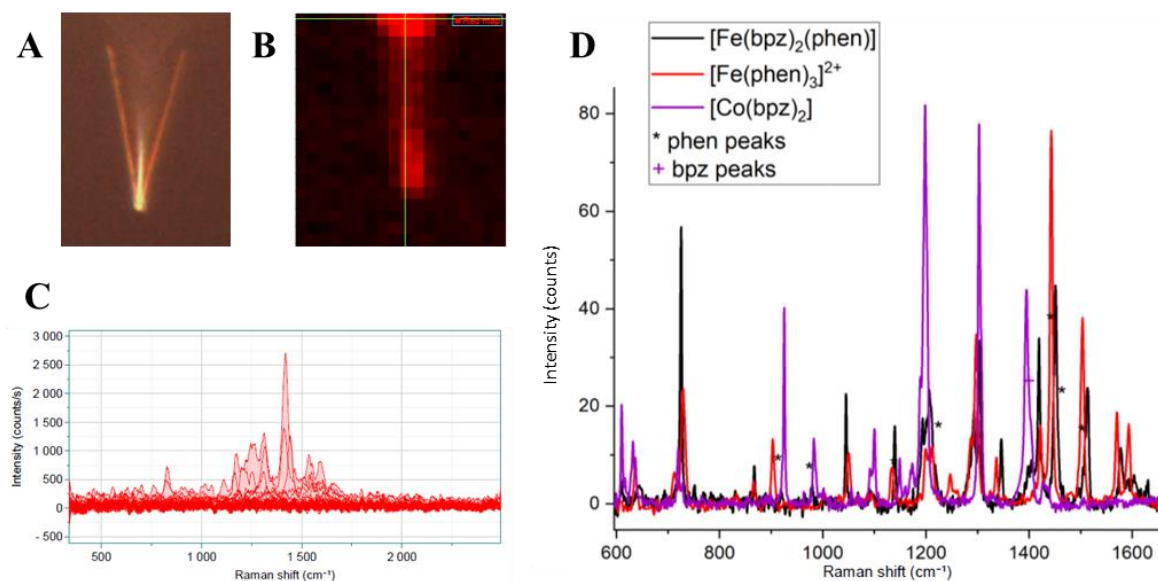 A
B
D
[Fe(bpz)₂(phen)]
[Fe(phen)₃]²⁺
[Co(bpz)₂]
* phen peaks
+ bpz peaks
Intensity (counts)
80
60
40
20
0
600 800 1000 1200 1400 1600
Raman shift (cm⁻¹)
C
Intensity (counts/s)
3 000
2 500
2 000
1 500
1 000
500
0
- 500
500 1 000 1 500 2 000
Raman shift (cm⁻¹)